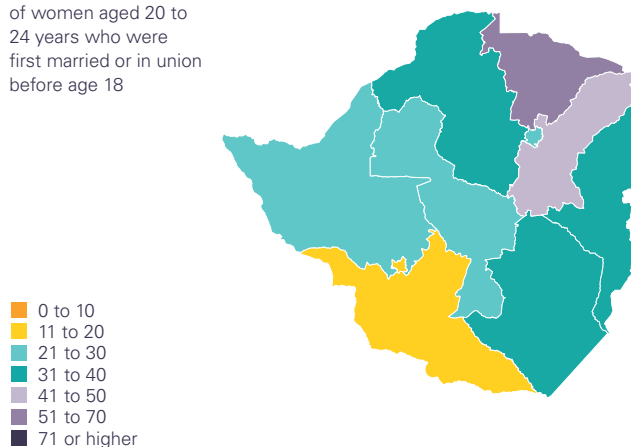 of women aged 20 to
24 years who were
first married or in union
before age 18
0 to 10
11 to 20
21 to 30
31 to 40
41 to 50
51 to 70
71 or higher